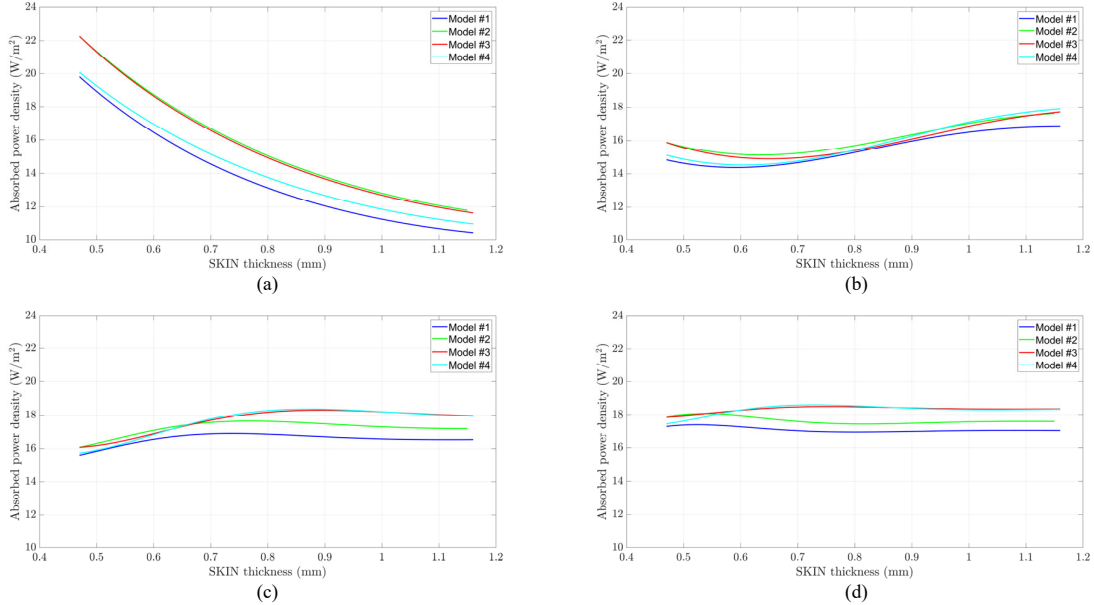 24
22
20
18
16
14
12
10
Absorbed power density (W/m²)
0.4 0.5 0.6 0.7 0.8 0.9 1 1.1 1.2
SKIN thickness (mm)
Model #1
Model #2
Model #3
Model #4
(a)
24
22
20
18
16
14
12
10
Absorbed power density (W/m²)
0.4 0.5 0.6 0.7 0.8 0.9 1 1.1 1.2
SKIN thickness (mm)
Model #1
Model #2
Model #3
Model #4
(b)
24
22
20
18
16
14
12
10
Absorbed power density (W/m²)
0.4 0.5 0.6 0.7 0.8 0.9 1 1.1 1.2
SKIN thickness (mm)
Model #1
Model #2
Model #3
Model #4
(c)
24
22
20
18
16
14
12
10
Absorbed power density (W/m²)
0.4 0.5 0.6 0.7 0.8 0.9 1 1.1 1.2
SKIN thickness (mm)
Model #1
Model #2
Model #3
Model #4
(d)